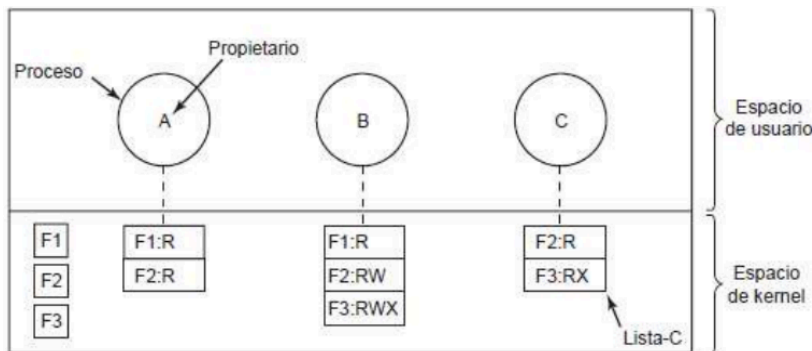 Propietario
Proceso
A
B
C
Espacio
de usuario
F1
F2
F3
F1:R
F2:R
F1:R
F2:RW
F3:RWX
F2:R
F3:RX
Lista-C
Espacio
de kernel